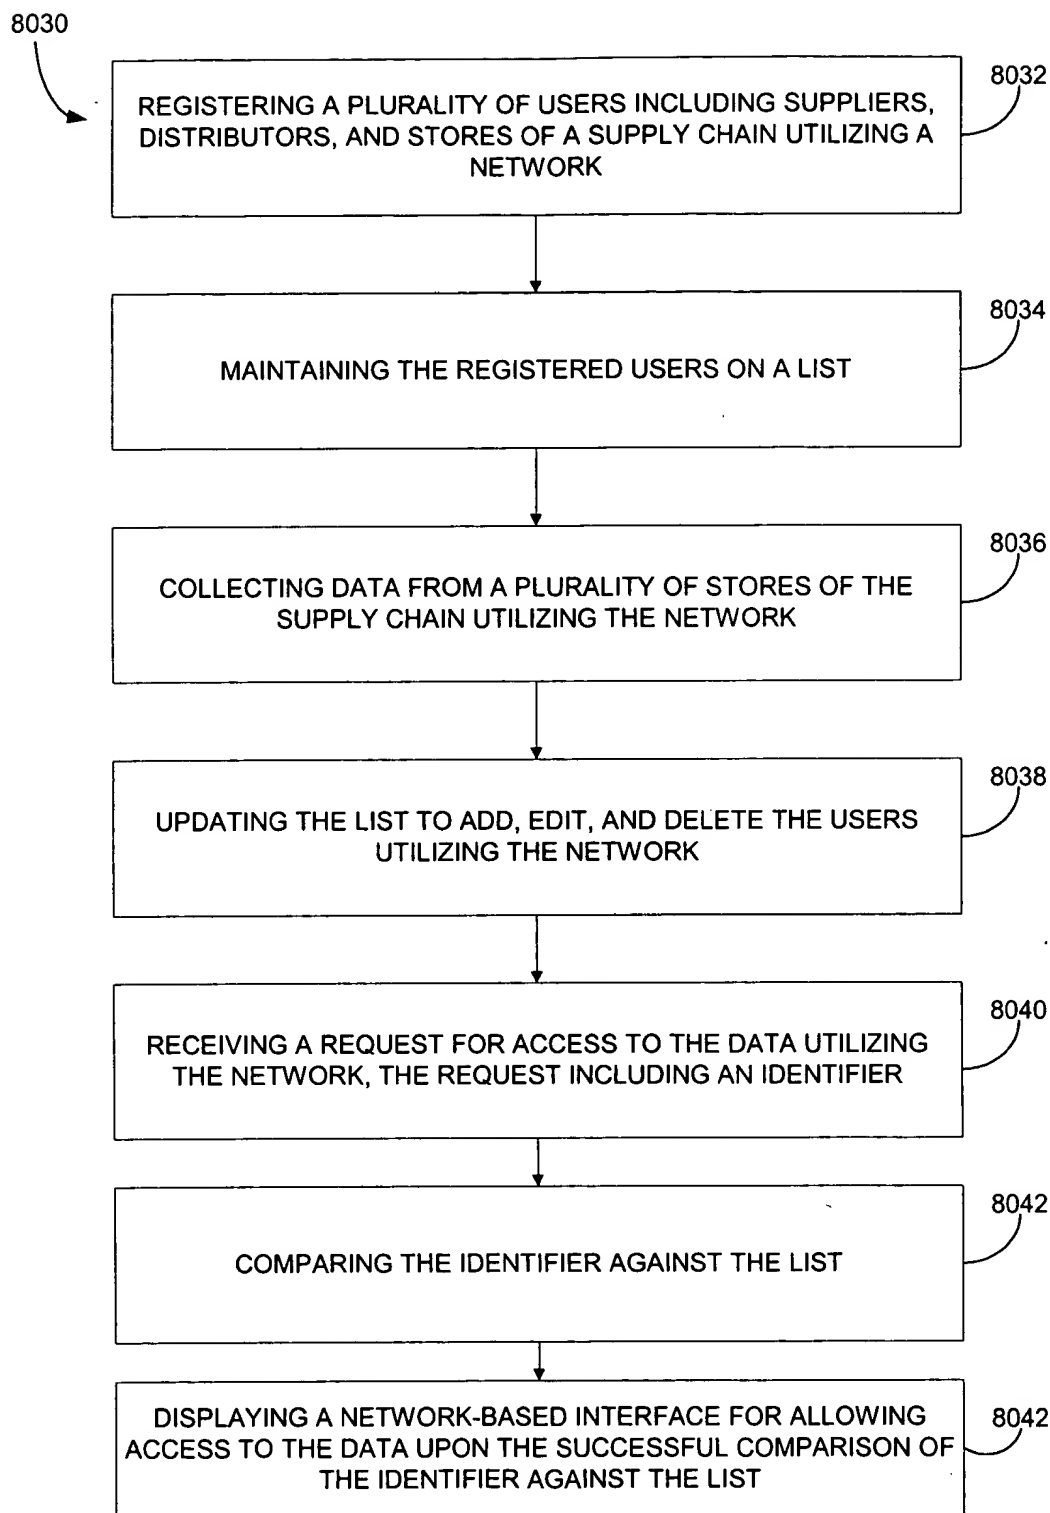 8030
8032
REGISTERING A PLURALITY OF USERS INCLUDING SUPPLIERS,
DISTRIBUTORS, AND STORES OF A SUPPLY CHAIN UTILIZING A
NETWORK
8034
MAINTAINING THE REGISTERED USERS ON A LIST
8036
COLLECTING DATA FROM A PLURALITY OF STORES OF THE
SUPPLY CHAIN UTILIZING THE NETWORK
8038
UPDATING THE LIST TO ADD, EDIT, AND DELETE THE USERS
UTILIZING THE NETWORK
8040
RECEIVING A REQUEST FOR ACCESS TO THE DATA UTILIZING
THE NETWORK, THE REQUEST INCLUDING AN IDENTIFIER
8042
COMPARING THE IDENTIFIER AGAINST THE LIST
8042
DISPLAYING A NETWORK-BASED INTERFACE FOR ALLOWING
ACCESS TO THE DATA UPON THE SUCCESSFUL COMPARISON OF
THE IDENTIFIER AGAINST THE LIST